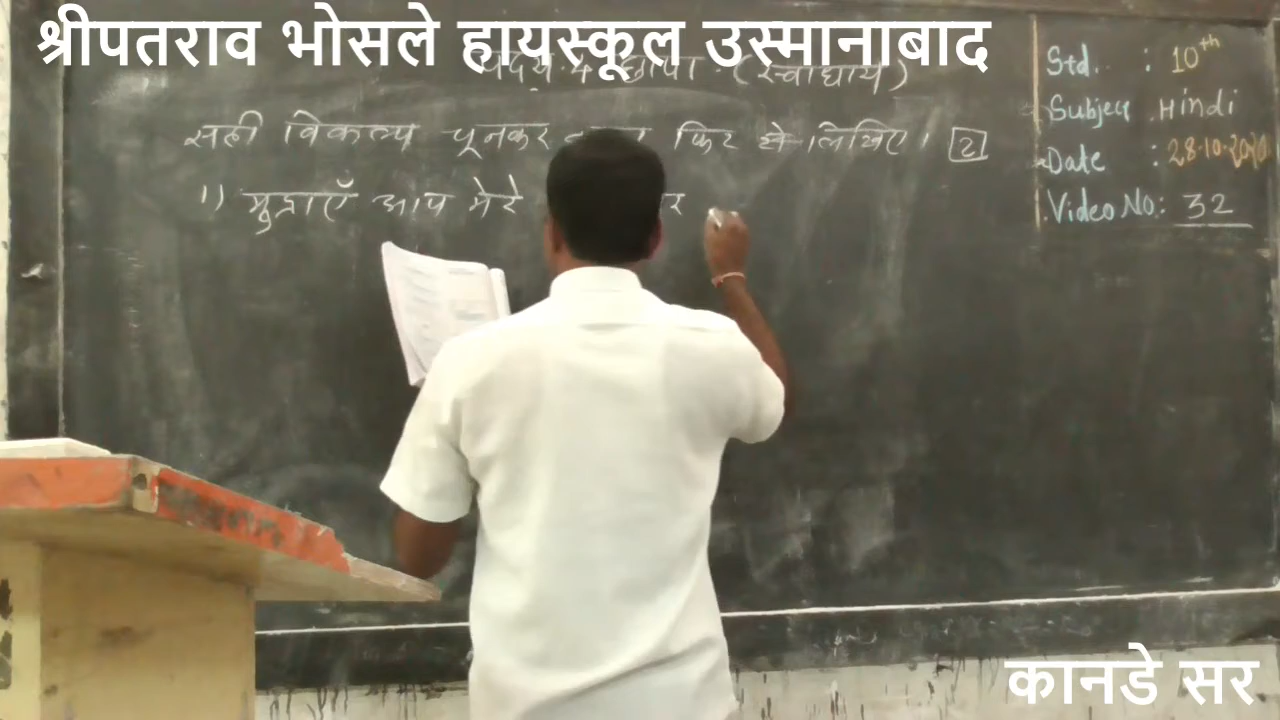 श्रीपतराव भोसले हायस्कूल उस्मानाबाद
छापा . (स्वाध्याय)
सही विकल्प चूनकर फिर से लिखिए। 2
1) मुद्राएँ आप मेरे
Std. : 10th
Subject Hindi
Date : 28.10.2020
Video No: 32
कानडे सर